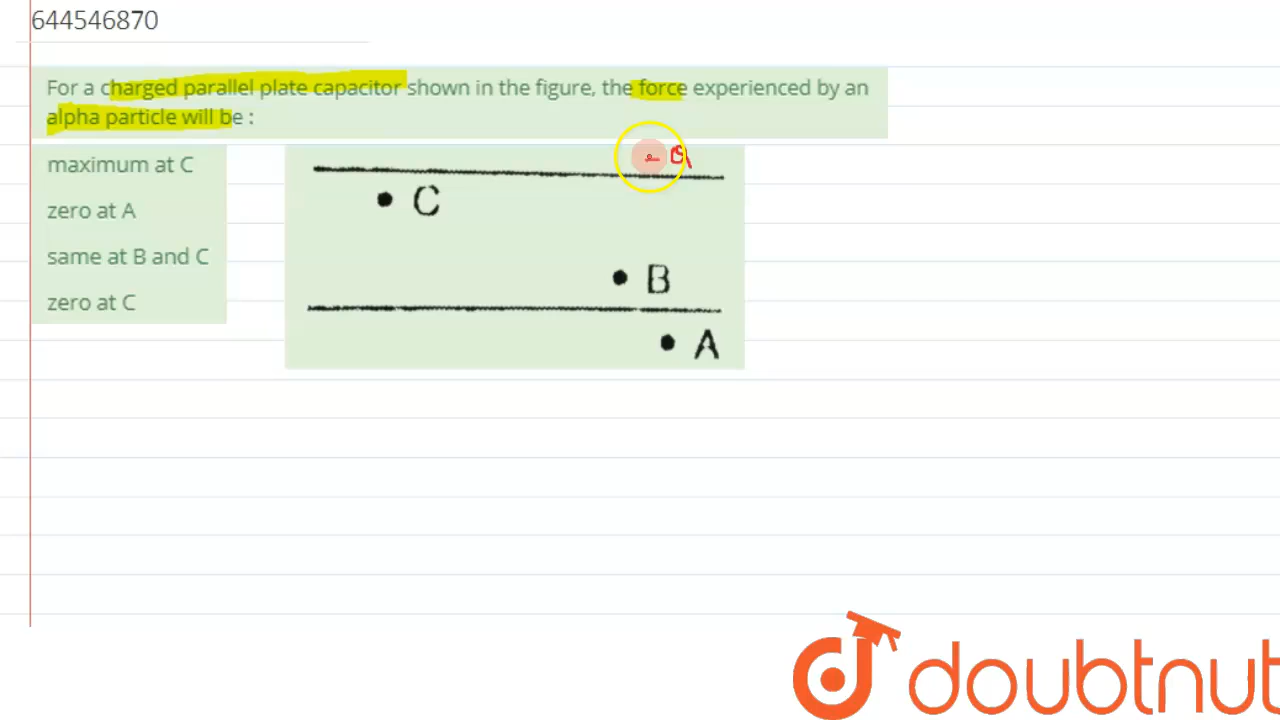 644546870
For a charged parallel plate capacitor shown in the figure, the force experienced by an
alpha particle will be :
maximum at C
zero at A
same at B and C
zero at C
C
B
A
doubtnut